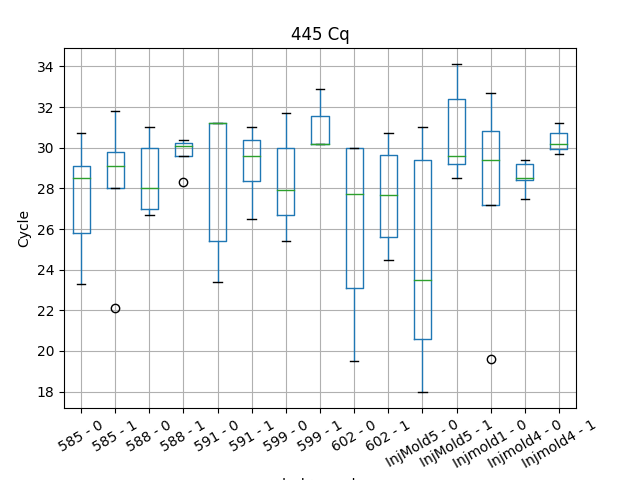 445 Cq
34
32
30
28
26
24
22
20
18
Cycle
585 - 0
585 - 1
588 - 0
588 - 1
591 - 0
591 - 1
599 - 0
599 - 1
602 - 0
602 - 1
InjMold5 - 0
InjMold5 - 1
Injmold1 - 0
Injmold4 - 0
Injmold4 - 1